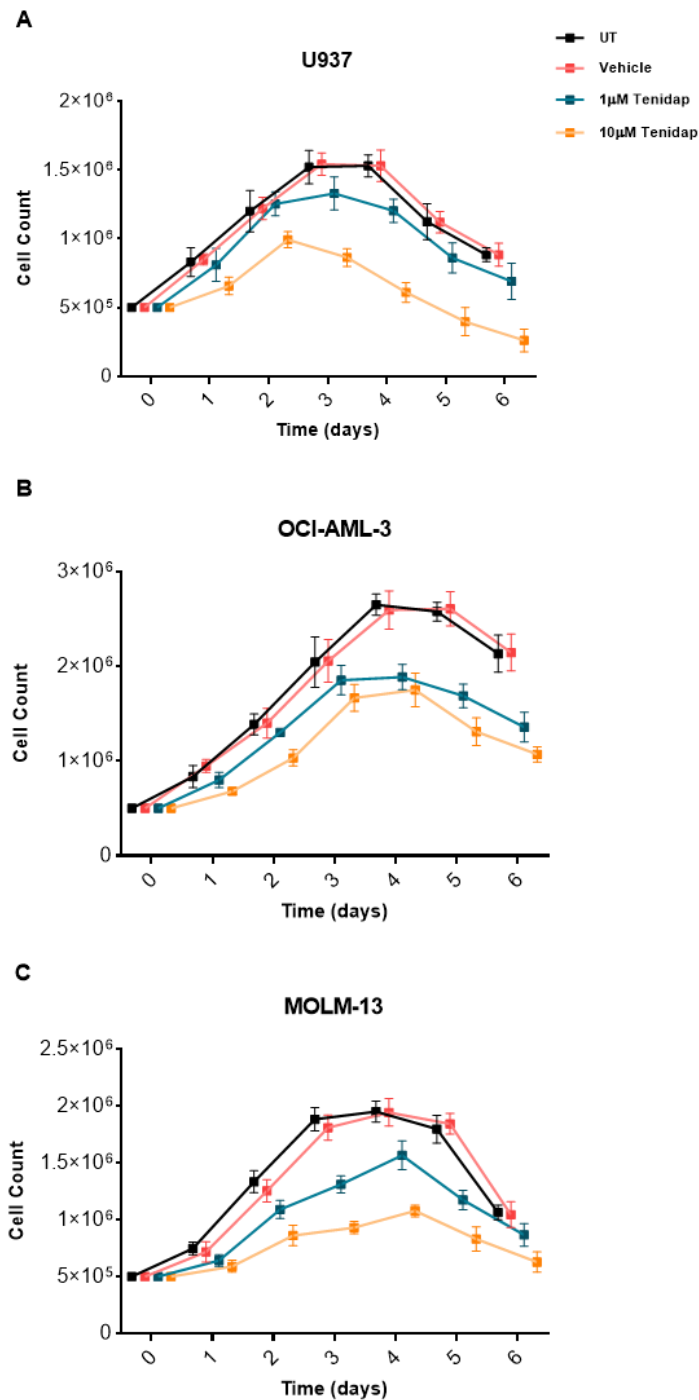 A
U937
UT
Vehicle
1μM Tenidap
10μM Tenidap
2×10⁶
1.5×10⁶
1×10⁶
5×10⁵
0
Cell Count
0 1 2 3 4 5 6
Time (days)
B
OCI-AML-3
3×10⁶
2×10⁶
1×10⁶
0
Cell Count
0 1 2 3 4 5 6
Time (days)
C
MOLM-13
2.5×10⁶
2×10⁶
1.5×10⁶
1×10⁶
5×10⁵
0
Cell Count
0 1 2 3 4 5 6
Time (days)